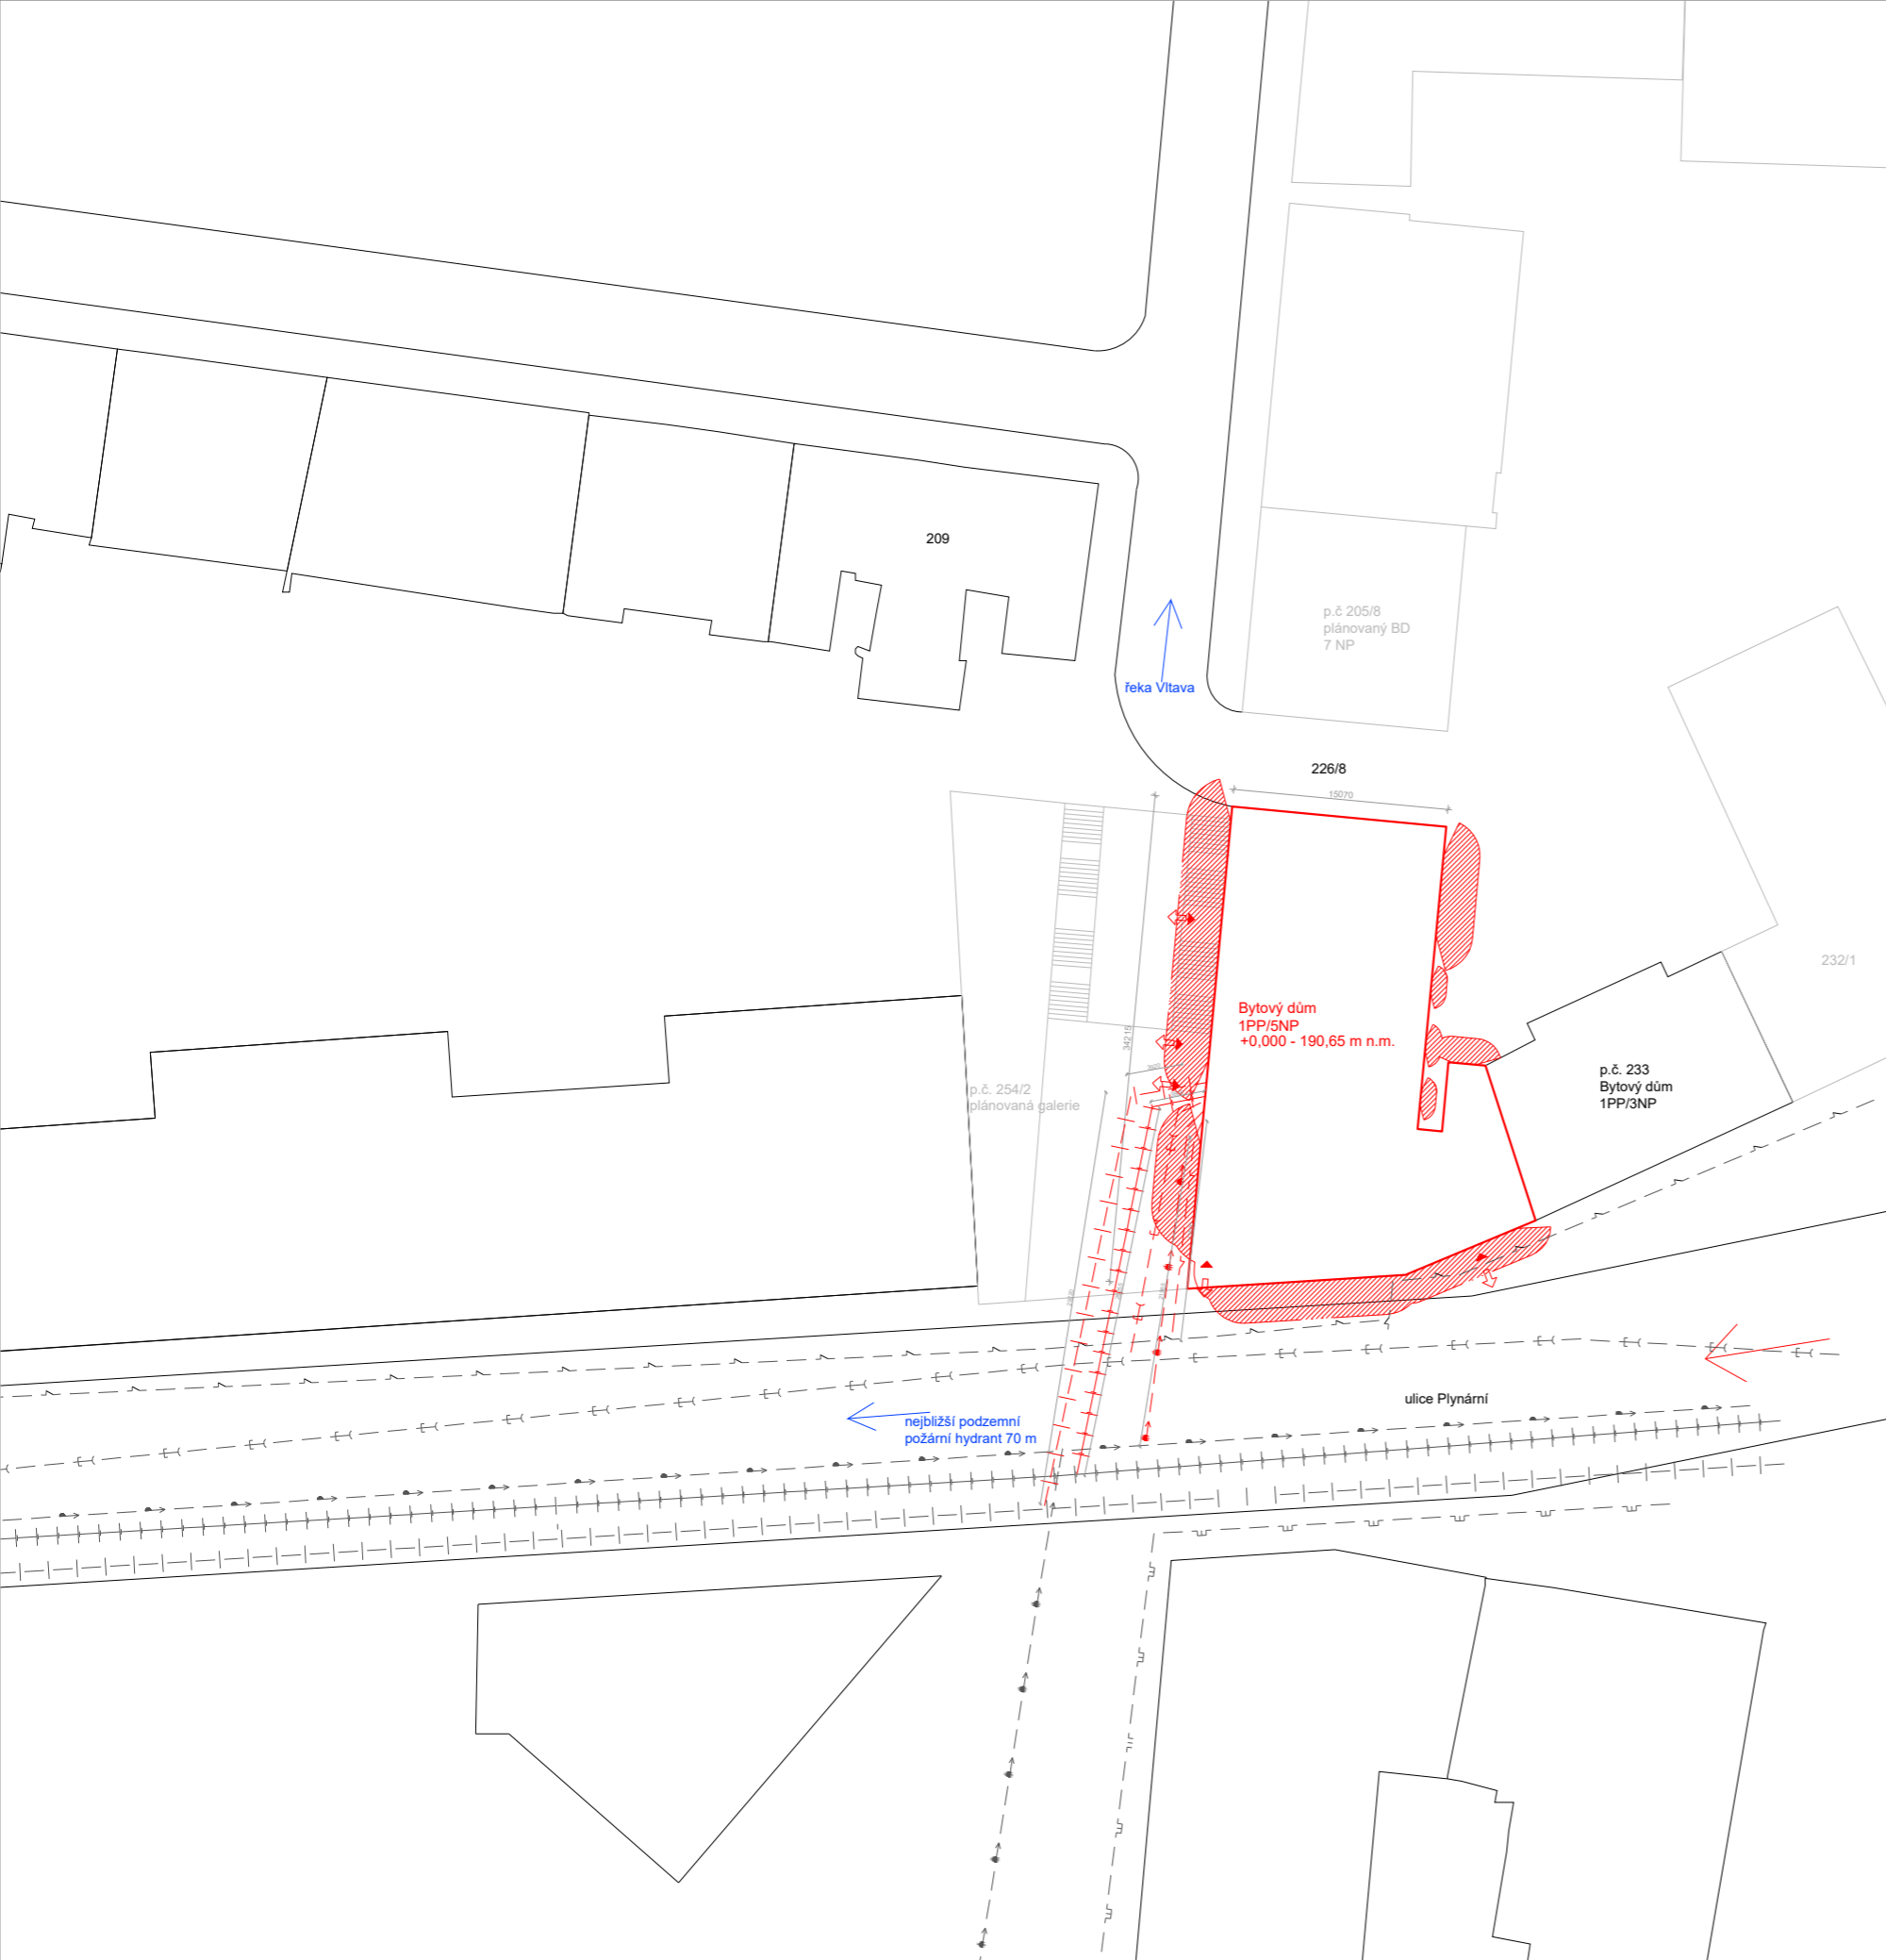 209
p.č 205/8
plánovaný BD
7 NP
řeka Vltava
226/8
15070
232/1
Bytový dům
1PP/5NP
+0,000 - 190,65 m n.m.
34215
p.č. 254/2
plánovaná galerie
p.č. 233
Bytový dům
1PP/3NP
ulice Plynární
nejbližší podzemní
požární hydrant 70 m